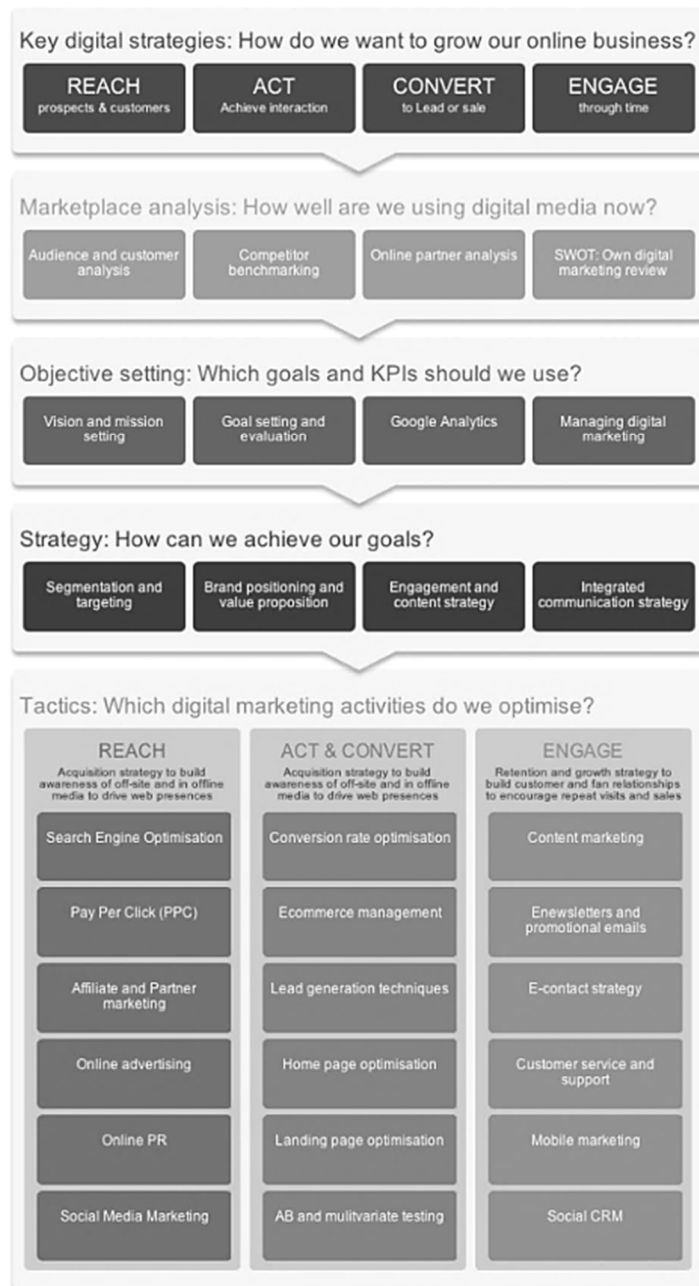 Key digital strategies: How do we want to grow our online business?
REACH
prospects & customers
ACT
Achieve interaction
CONVERT
to Lead or sale
ENGAGE
through time
Marketplace analysis: How well are we using digital media now?
Audience and customer
analysis
Competitor
benchmarking
Online partner analysis
SWOT: Own digital
marketing review
Objective setting: Which goals and KPIs should we use?
Vision and mission
setting
Goal setting and
evaluation
Google Analytics
Managing digital
marketing
Strategy: How can we achieve our goals?
Segmentation and
targeting
Brand positioning and
value proposition
Engagement and
content strategy
Integrated
communication strategy
Tactics: Which digital marketing activities do we optimise?
REACH
Acquisition strategy to build
awareness of off-site and in offline
media to drive web presences
Search Engine Optimisation
Pay Per Click (PPC)
Affiliate and Partner
marketing
Online advertising
Online PR
Social Media Marketing
ACT & CONVERT
Acquisition strategy to build
awareness of off-site and in offline
media to drive web presences
Conversion rate optimisation
Ecommerce management
Lead generation techniques
Home page optimisation
Landing page optimisation
AB and mulitvariate testing
ENGAGE
Retention and growth strategy to
build customer and fan relationships
to encourage repeat visits and sales
Content marketing
Enewsletters and
promotional emails
E-contact strategy
Customer service and
support
Mobile marketing
Social CRM